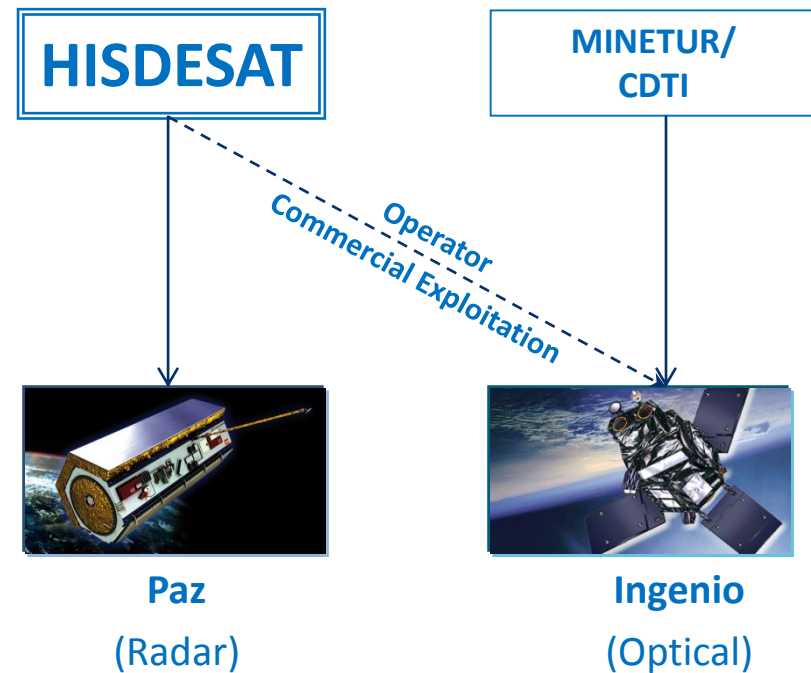 HISDESAT
MINETUR/
CDTI
Operator
Commercial Exploitation
Paz
(Radar)
Ingenio
(Optical)